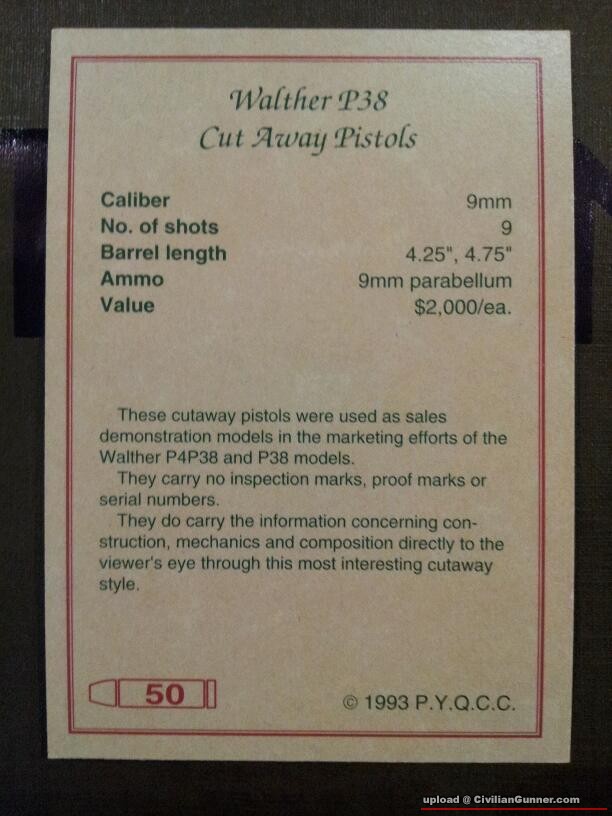 Walther P38
Cut Away Pistols
Caliber 9mm
No. of shots 9
Barrel length 4.25", 4.75"
Ammo 9mm parabellum
Value $2,000/ea.
These cutaway pistols were used as sales
demonstration models in the marketing efforts of the
Walther P4P38 and P38 models.
They carry no inspection marks, proof marks or
serial numbers.
They do carry the information concerning con-
struction, mechanics and composition directly to the
viewer's eye through this most interesting cutaway
style.
50
© 1993 P.Y.Q.C.C.
upload @ CivilianGunner.com